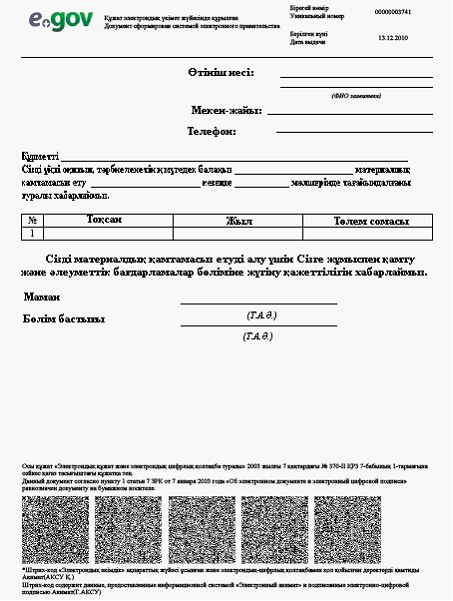 e.gov
Құжат электрондық үкімет жүйесінде құрылған
Документ сформирован системой электронного правительства
Бірегей нөмір
Уникальный номер
00000003741
Берілген күні
Дата выдачи
13.12.2010
Өтініш иесі:
(ФИО заявителя)
Мекен-жайы:
Телефон:
Құрметті
Сізді үйде оқитын, тәрбиеленетін мүгедек балаңыз материалдық
қамтамасыз ету теңге мөлшерінде тағайындалғаны
туралы хабарлаймыз.
№ Тоқсан Жыл Төлем сомасы
1
Сізді материалдық қамтамасыз етуді алу үшін Сізге жұмыспен қамту
және әлеуметтік бағдарламалар бөліміне жүгіну қажеттілігін хабарлаймыз.
Маман
(Т.А.Ә.)
Бөлім бастығы
(Т.А.Ә.)
Осы құжат «Электрондық құжат және электрондық цифрлық қолтаңба туралы» 2003 жылғы 7 қаңтардағы № 370-II ҚРЗ 7-бабының 1-тармағына
сәйкес қағаз тасығыштағы құжатқа тең.
Данный документ согласно пункту 1 статьи 7 ЗРК от 7 января 2003 года «Об электронном документе и электронной цифровой подписи»
равнозначен документу на бумажном носителе.
*Штрих-код «Электрондық әкімдік» ақпараттық жүйесі ұсынған және электрондық-цифрлық қолтаңбамен қол қойылған деректерді қамтиды
Акимат(АКСУ Қ.)
Штрих-код содержит данные, предоставленные информационной системой «Электронный акимат» и подписанные электронно-цифровой
подписью Акимат(Г.АКСУ)